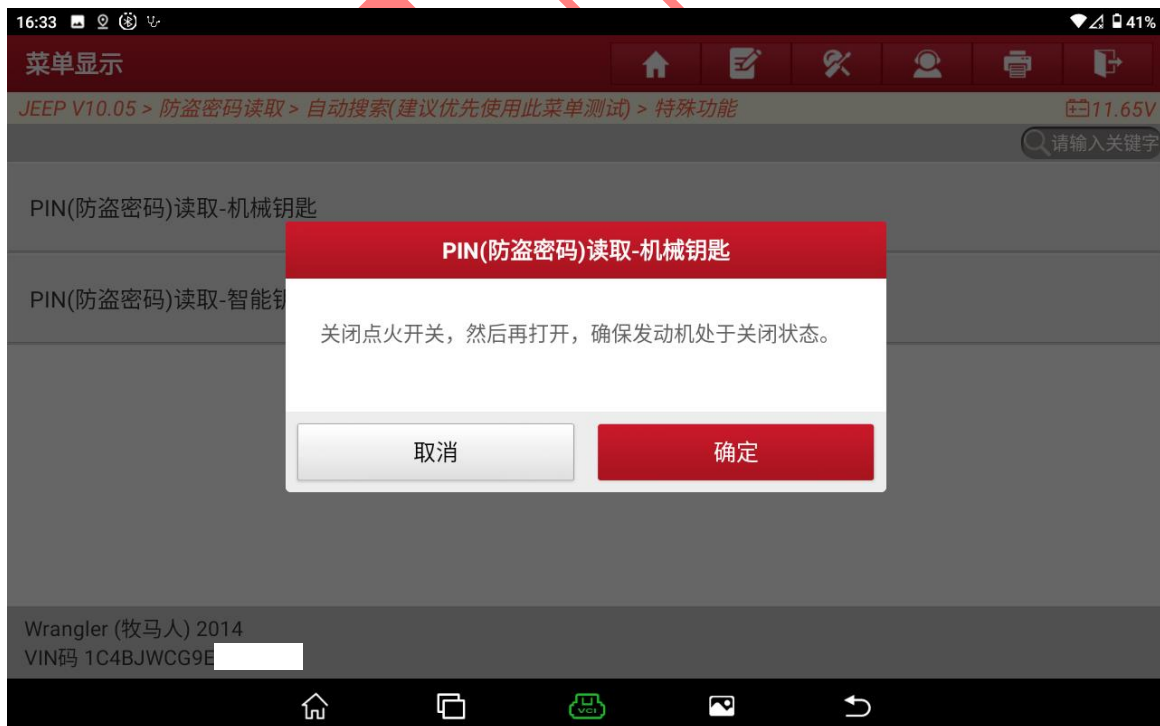 16:33
41%
菜单显示
JEEP V10.05 > 防盗密码读取 > 自动搜索(建议优先使用此菜单测试) > 特殊功能
11.65V
请输入关键字
PIN(防盗密码)读取-机械钥匙
PIN(防盗密码)读取-机械钥匙
PIN(防盗密码)读取-智能
关闭点火开关，然后再打开，确保发动机处于关闭状态。
取消
确定
Wrangler (牧马人) 2014
VIN码 1C4BJWCG9E
VCI